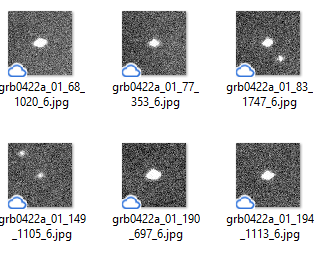 grb0422a_01_68_
1020_6.jpg
grb0422a_01_77_
353_6.jpg
grb0422a_01_83_
1747_6.jpg
grb0422a_01_149
_1105_6.jpg
grb0422a_01_190
_697_6.jpg
grb0422a_01_194
_1113_6.jpg